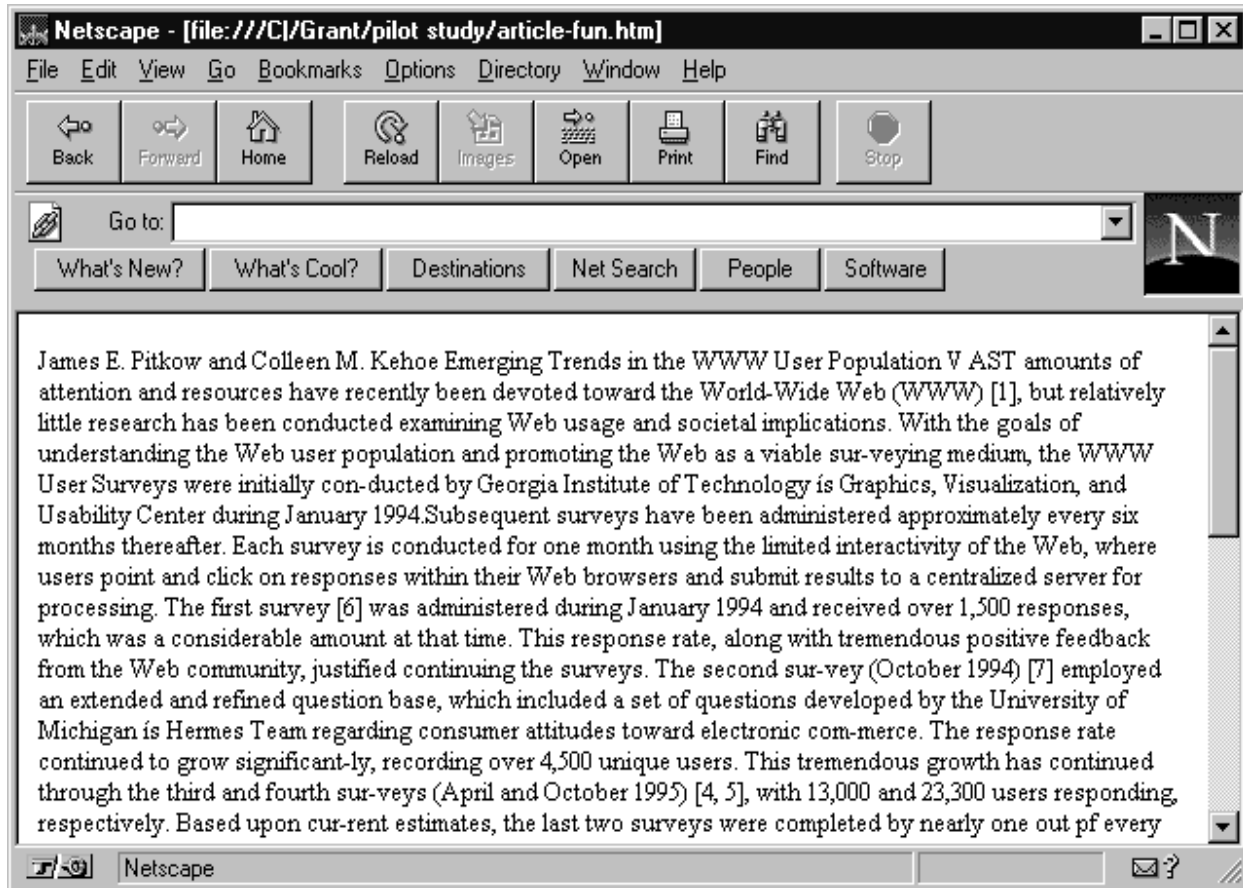 Netscape - [file:///C|/Grant/pilot study/article-fun.htm]
File Edit View Go Bookmarks Options Directory Window Help
Back Forward Home Reload Images Open Print Find Stop
Go to:
N
What's New? What's Cool? Destinations Net Search People Software
James E. Pitkow and Colleen M. Kehoe Emerging Trends in the WWW User Population V AST amounts of
attention and resources have recently been devoted toward the World-Wide Web (WWW) [1], but relatively
little research has been conducted examining Web usage and societal implications. With the goals of
understanding the Web user population and promoting the Web as a viable sur-veying medium, the WWW
User Surveys were initially con-ducted by Georgia Institute of Technology ís Graphics, Visualization, and
Usability Center during January 1994.Subsequent surveys have been administered approximately every six
months thereafter. Each survey is conducted for one month using the limited interactivity of the Web, where
users point and click on responses within their Web browsers and submit results to a centralized server for
processing. The first survey [6] was administered during January 1994 and received over 1,500 responses,
which was a considerable amount at that time. This response rate, along with tremendous positive feedback
from the Web community, justified continuing the surveys. The second sur-vey (October 1994) [7] employed
an extended and refined question base, which included a set of questions developed by the University of
Michigan ís Hermes Team regarding consumer attitudes toward electronic com-merce. The response rate
continued to grow significant-ly, recording over 4,500 unique users. This tremendous growth has continued
through the third and fourth sur-veys (April and October 1995) [4, 5], with 13,000 and 23,300 users responding,
respectively. Based upon cur-rent estimates, the last two surveys were completed by nearly one out pf every
Netscape ?